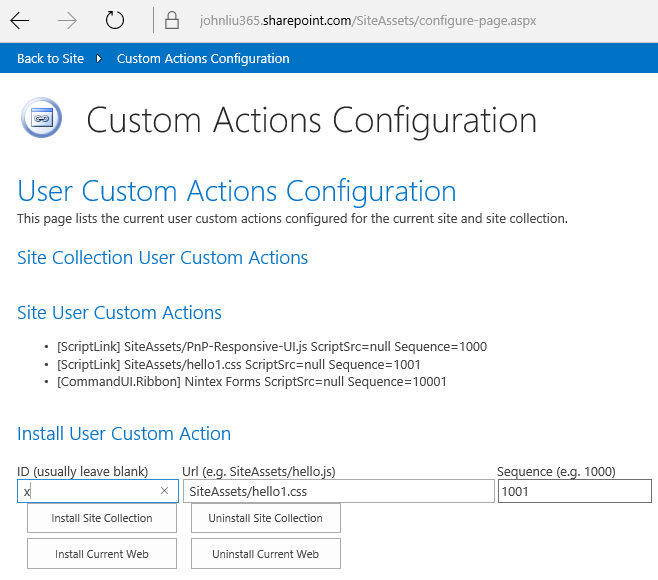 johnliu365.sharepoint.com/SiteAssets/configure-page.aspx
Back to Site Custom Actions Configuration
Custom Actions Configuration
User Custom Actions Configuration
This page lists the current user custom actions configured for the current site and site collection.
Site Collection User Custom Actions
Site User Custom Actions
• [ScriptLink] SiteAssets/PnP-Responsive-UI.js ScriptSrc=null Sequence=1000
• [ScriptLink] SiteAssets/hello1.css ScriptSrc=null Sequence=1001
• [CommandUI.Ribbon] Nintex Forms ScriptSrc=null Sequence=10001
Install User Custom Action
ID (usually leave blank) Url (e.g. SiteAssets/hello.js) Sequence (e.g. 1000)
x SiteAssets/hello1.css 1001
Install Site Collection Uninstall Site Collection
Install Current Web Uninstall Current Web